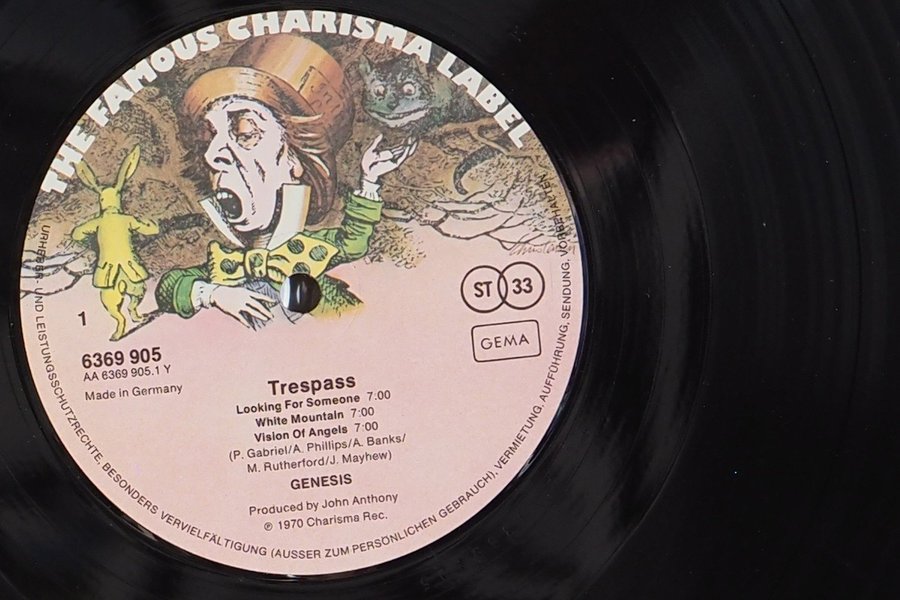 THE FAMOUS CHARISMA LABEL
ST 33
GEMA
1
6369 905
AA 6369 905.1 Y
Made in Germany
Trespass
Looking For Someone 7:00
White Mountain 7:00
Vision Of Angels 7:00
(P. Gabriel/A. Phillips/A. Banks/
M. Rutherford/J. Mayhew)
GENESIS
Produced by John Anthony
℗ 1970 Charisma Rec.
URHEBER- UND LEISTUNGSSCHUTZRECHTE, BESONDERS VERVIELFÄLTIGUNG (AUSSER ZUM PERSÖNLICHEN GEBRAUCH), VERMIETUNG, AUFFÜHRUNG, SENDUNG, VORBEHALTEN.